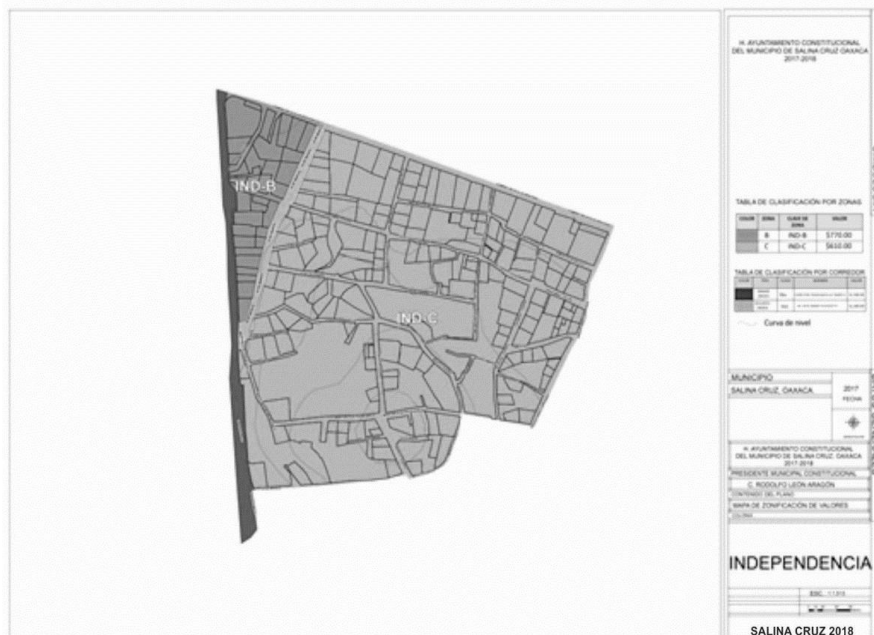 IND-B
IND-C
H. AYUNTAMIENTO CONSTITUCIONAL
DEL MUNICIPIO DE SALINA CRUZ OAXACA
2017-2018
TABLA DE CLASIFICACIÓN POR ZONAS
COLOR ZONA CLAVE DE ZONA VALOR
B IND-B $770.00
C IND-C $610.00
TABLA DE CLASIFICACIÓN POR CORREDOR
Curva de nivel
MUNICIPIO
SALINA CRUZ, OAXACA.
2017
FECHA
H. AYUNTAMIENTO CONSTITUCIONAL
DEL MUNICIPIO DE SALINA CRUZ, OAXACA
2017-2018
PRESIDENTE MUNICIPAL CONSTITUCIONAL
C. RODOLFO LEÓN ARAGÓN
CONTENIDO DEL PLANO
MAPA DE ZONIFICACIÓN DE VALORES
COLONIA
INDEPENDENCIA
ESC.
SALINA CRUZ 2018